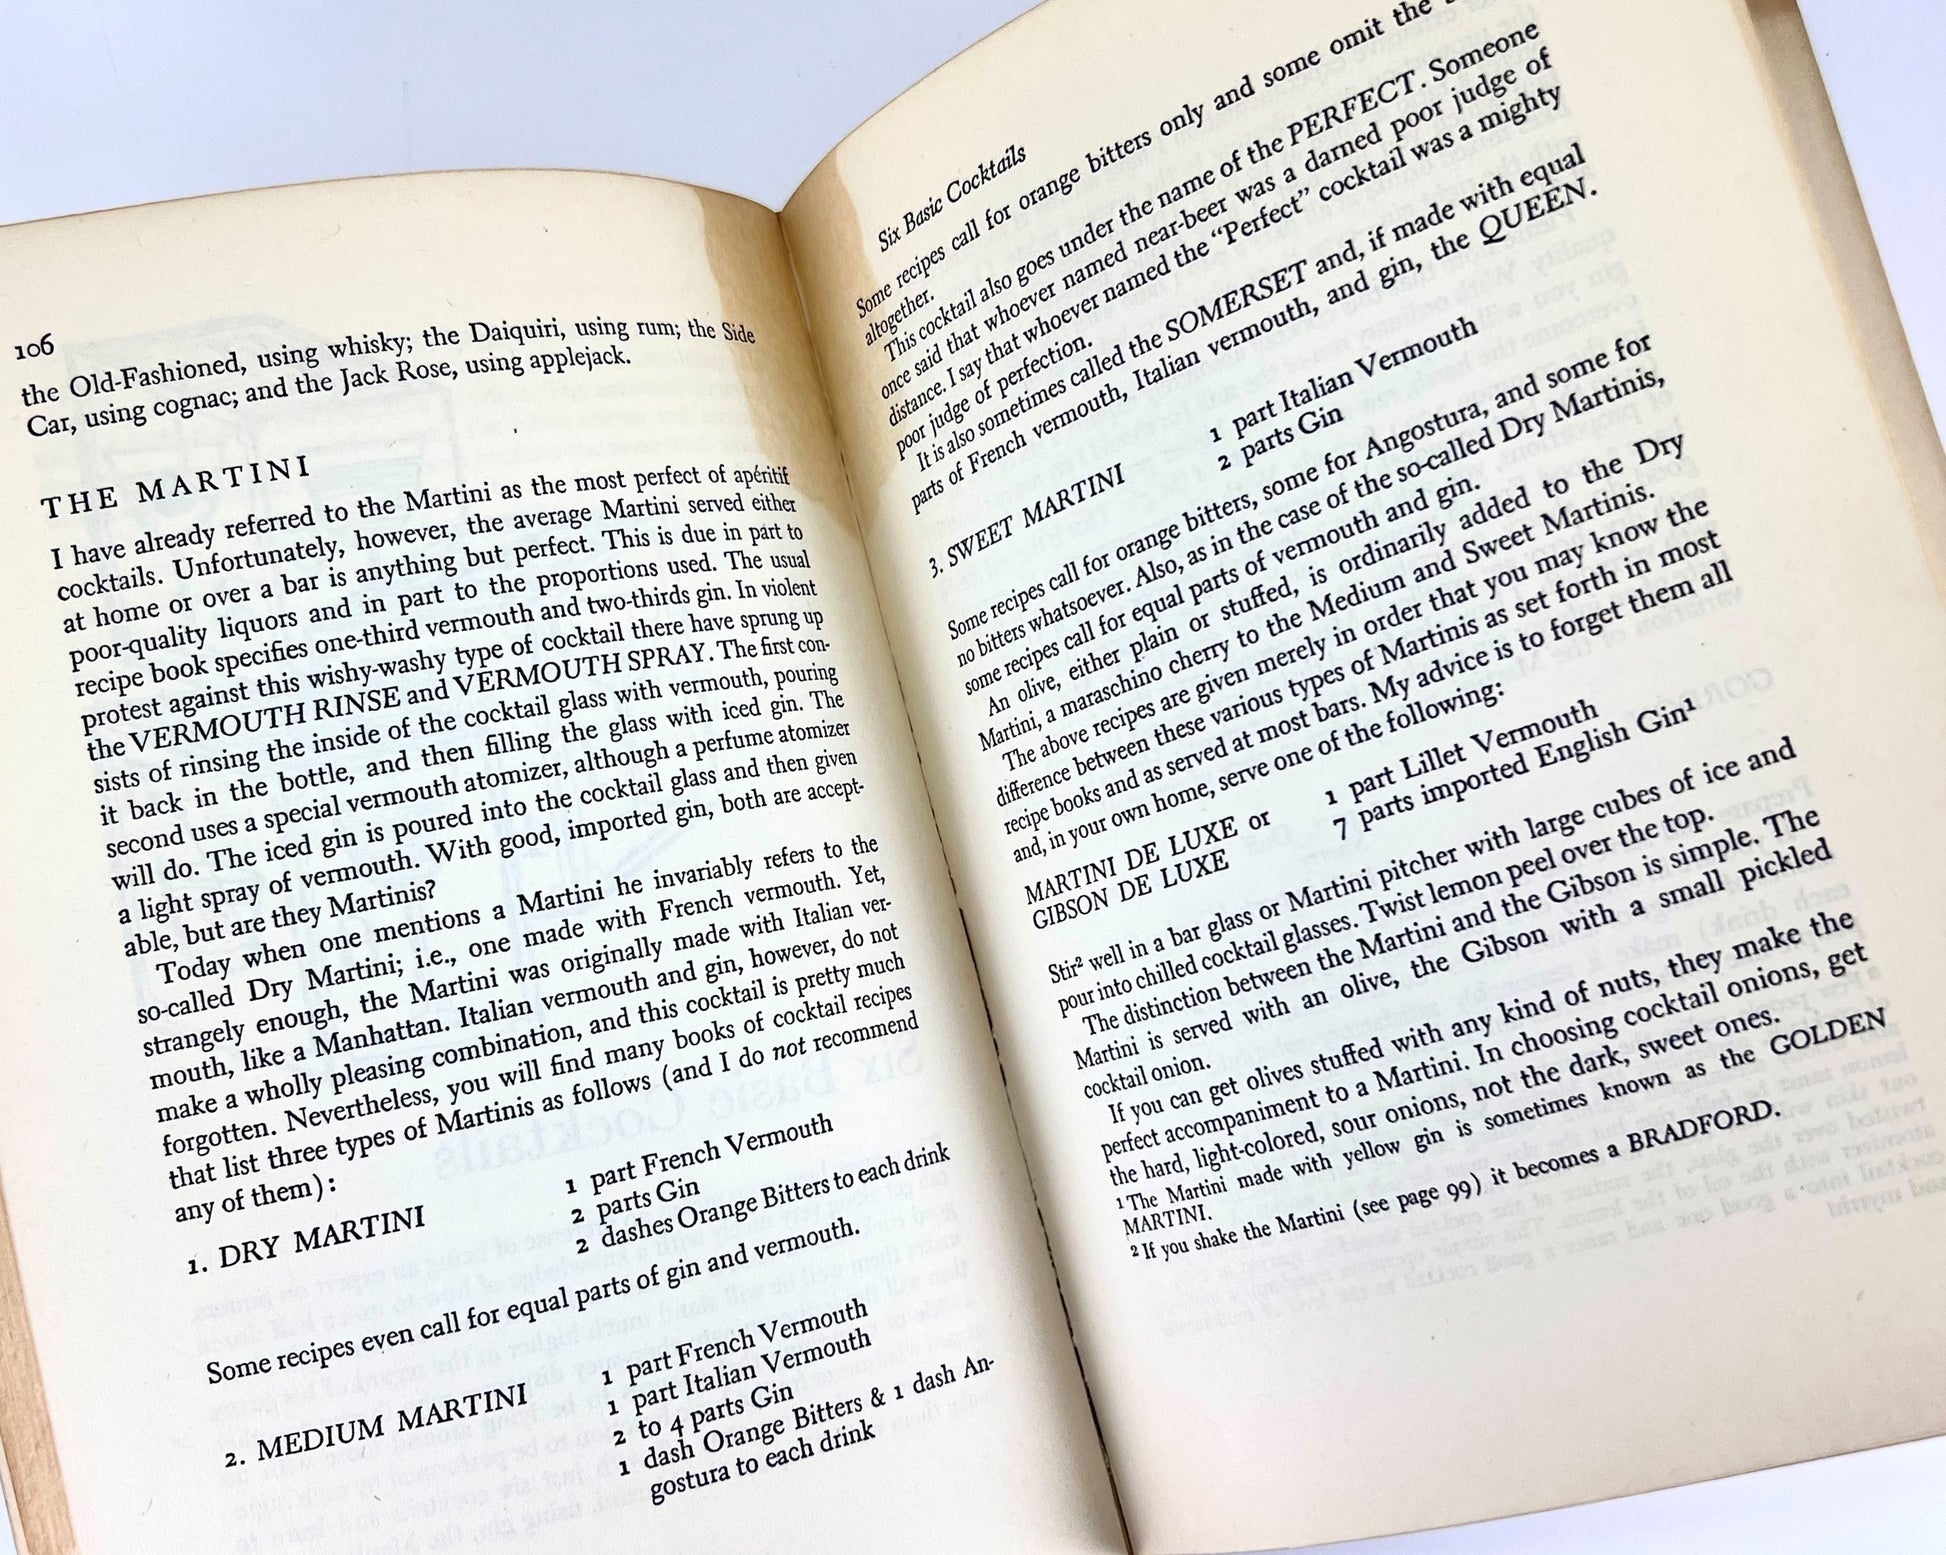 106
the Old-Fashioned, using whisky; the Daiquiri, using rum; the Side
Car, using cognac; and the Jack Rose, using applejack.
THE MARTINI
I have already referred to the Martini as the most perfect of apéritif
cocktails. Unfortunately, however, the average Martini served either
at home or over a bar is anything but perfect. This is due in part to
poor-quality liquors and in part to the proportions used. The usual
recipe book specifies one-third vermouth and two-thirds gin. In violent
protest against this wishy-washy type of cocktail there have sprung up
the VERMOUTH RINSE and VERMOUTH SPRAY. The first con-
sists of rinsing the inside of the cocktail glass with vermouth, pouring
it back in the bottle, and then filling the glass with iced gin. The
second uses a special vermouth atomizer, although a perfume atomizer
will do. The iced gin is poured into the cocktail glass and then given
a light spray of vermouth. With good, imported gin, both are accept-
able, but are they Martinis?
Today when one mentions a Martini he invariably refers to the
so-called Dry Martini; i.e., one made with French vermouth. Yet,
strangely enough, the Martini was originally made with Italian ver-
mouth, like a Manhattan. Italian vermouth and gin, however, do not
make a wholly pleasing combination, and this cocktail is pretty much
forgotten. Nevertheless, you will find many books of cocktail recipes
that list three types of Martinis as follows (and I do not recommend
any of them):
1. DRY MARTINI
1 part French Vermouth
2 parts Gin
2 dashes Orange Bitters to each drink
Some recipes even call for equal parts of gin and vermouth.
2. MEDIUM MARTINI
1 part French Vermouth
1 part Italian Vermouth
2 to 4 parts Gin
1 dash Orange Bitters & 1 dash An-
gostura to each drink
Six Basic Cocktails
Some recipes call for orange bitters only and some omit the
altogether.
This cocktail also goes under the name of the PERFECT. Someone
once said that whoever named near-beer was a darned poor judge of
distance. I say that whoever named the "Perfect" cocktail was a mighty
poor judge of perfection.
It is also sometimes called the SOMERSET and, if made with equal
parts of French vermouth, Italian vermouth, and gin, the QUEEN.
3. SWEET MARTINI
1 part Italian Vermouth
2 parts Gin
Some recipes call for orange bitters, some for Angostura, and some for
no bitters whatsoever. Also, as in the case of the so-called Dry Martinis,
some recipes call for equal parts of vermouth and gin.
An olive, either plain or stuffed, is ordinarily added to the Dry
Martini, a maraschino cherry to the Medium and Sweet Martinis.
The above recipes are given merely in order that you may know the
difference between these various types of Martinis as set forth in most
recipe books and as served at most bars. My advice is to forget them all
and, in your own home, serve one of the following:
MARTINI DE LUXE or
GIBSON DE LUXE
1 part Lillet Vermouth
7 parts imported English Gin¹
Stir² well in a bar glass or Martini pitcher with large cubes of ice and
pour into chilled cocktail glasses. Twist lemon peel over the top.
The distinction between the Martini and the Gibson is simple. The
Martini is served with an olive, the Gibson with a small pickled
cocktail onion.
If you can get olives stuffed with any kind of nuts, they make the
perfect accompaniment to a Martini. In choosing cocktail onions, get
the hard, light-colored, sour onions, not the dark, sweet ones.
¹ The Martini made with yellow gin is sometimes known as the GOLDEN
MARTINI.
² If you shake the Martini (see page 99) it becomes a BRADFORD.